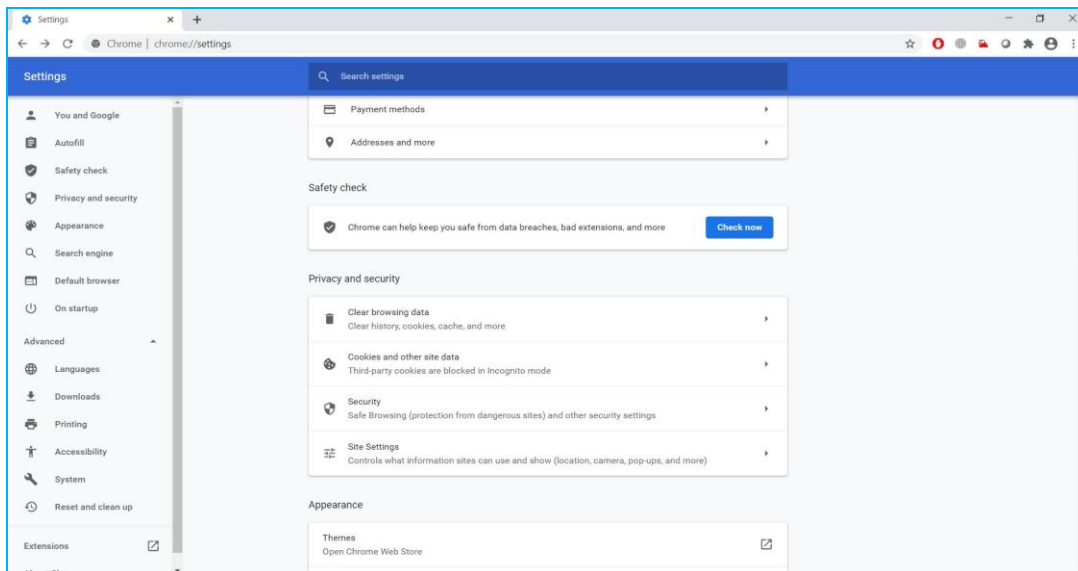 Settings
Chrome | chrome://settings
Settings
Search settings
You and Google
Autofill
Safety check
Privacy and security
Appearance
Search engine
Default browser
On startup
Advanced
Languages
Downloads
Printing
Accessibility
System
Reset and clean up
Extensions
Payment methods
Addresses and more
Safety check
Chrome can help keep you safe from data breaches, bad extensions, and more
Check now
Privacy and security
Clear browsing data
Clear history, cookies, cache, and more
Cookies and other site data
Third-party cookies are blocked in Incognito mode
Security
Safe Browsing (protection from dangerous sites) and other security settings
Site Settings
Controls what information sites can use and show (location, camera, pop-ups, and more)
Appearance
Themes
Open Chrome Web Store